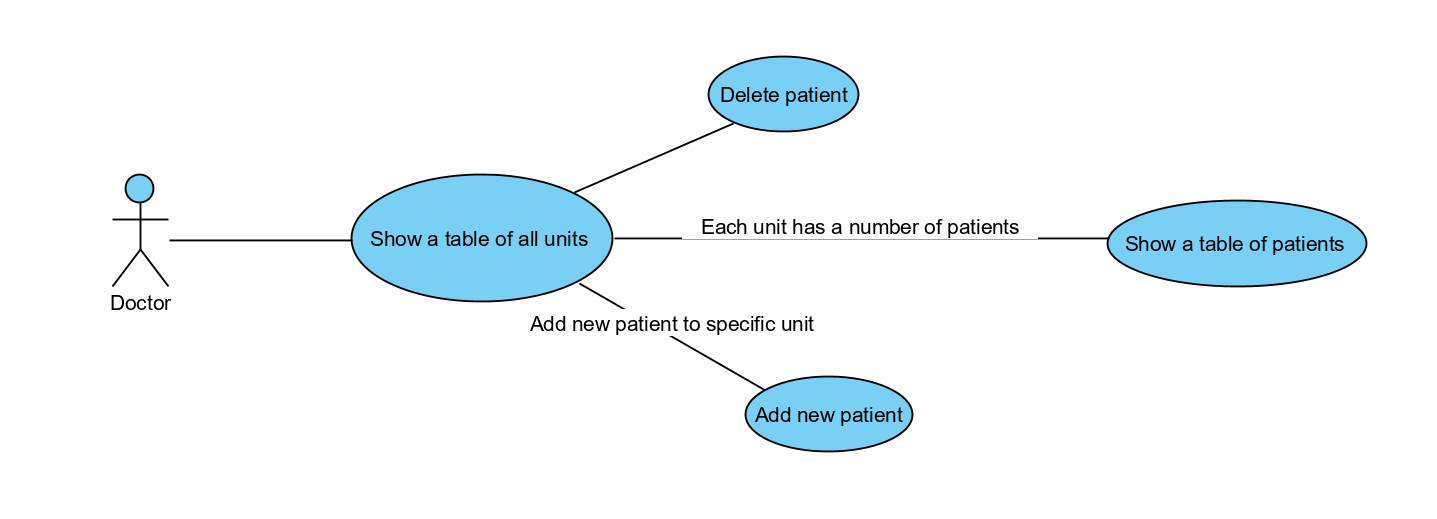 Delete patient
Show a table of all units
Each unit has a number of patients
Show a table of patients
Doctor
Add new patient to specific unit
Add new patient